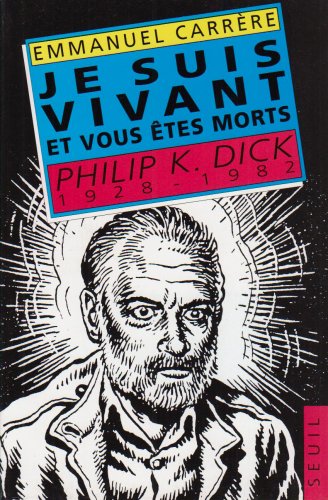 EMMANUEL CARRÈRE
JE SUIS
VIVANT
ET VOUS ÊTES MORTS
PHILIP K. DICK
1928-1982
SEUIL